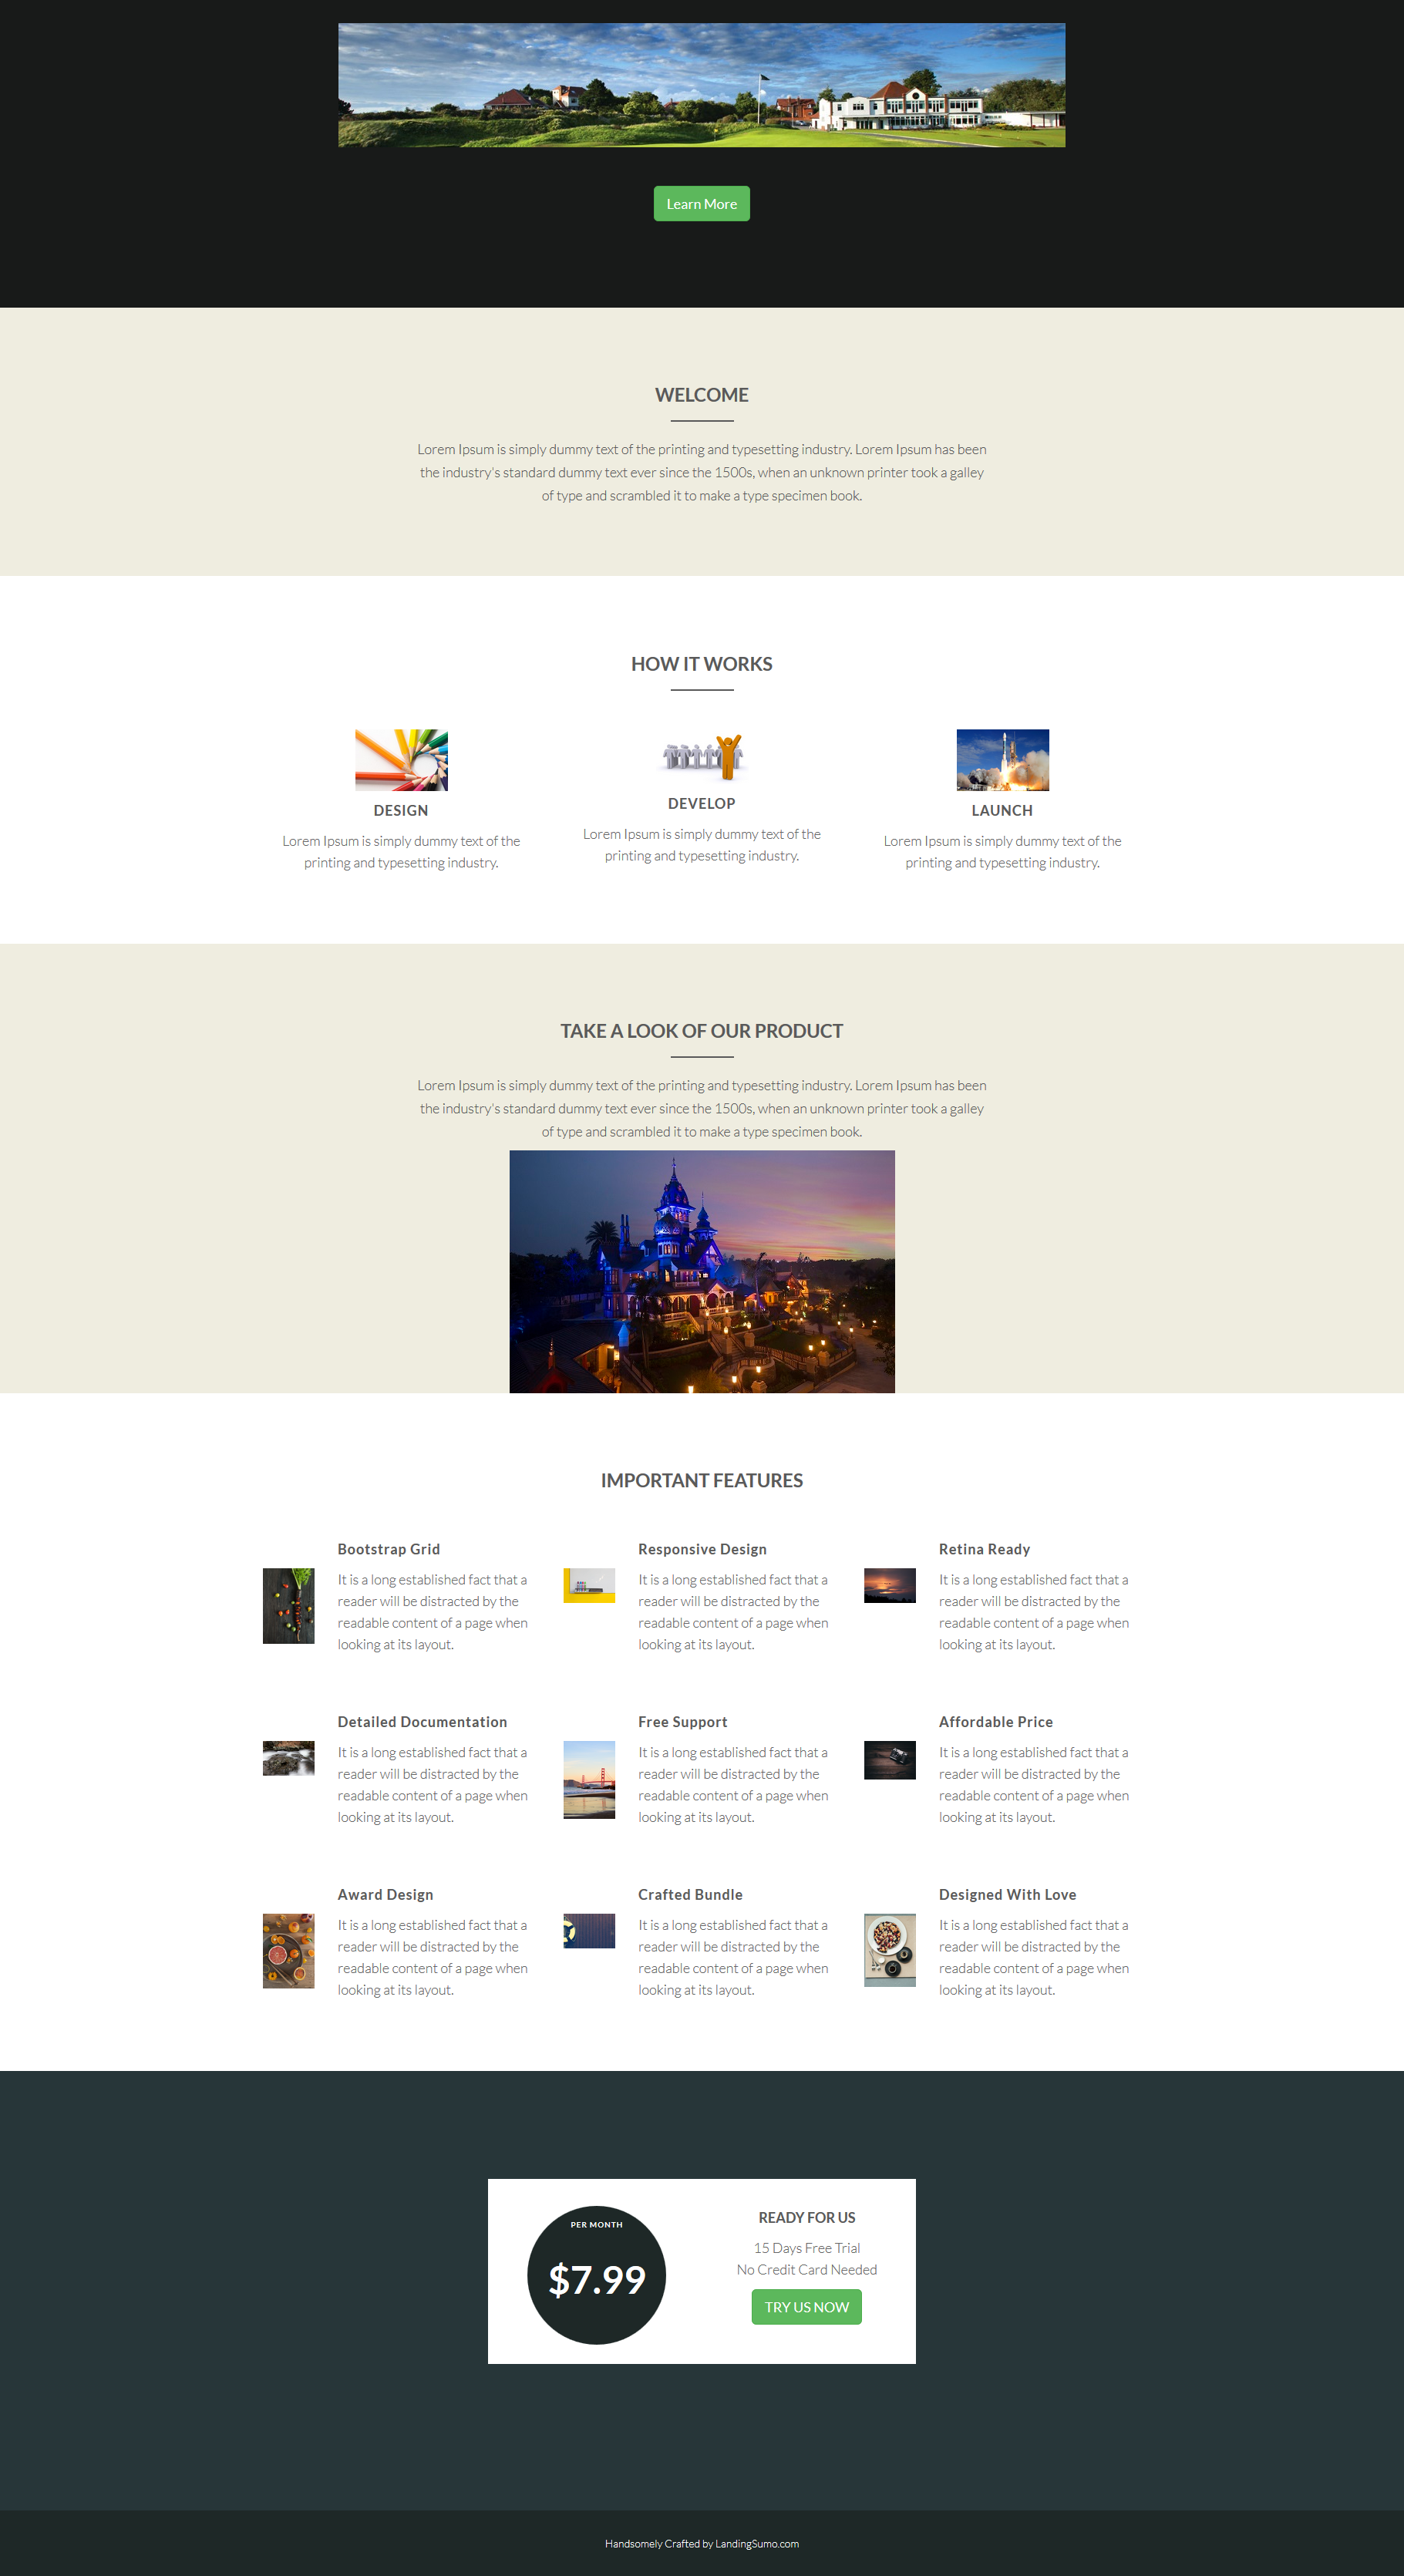 Learn More
WELCOME
Lorem Ipsum is simply dummy text of the printing and typesetting industry. Lorem Ipsum has been
the industry's standard dummy text ever since the 1500s, when an unknown printer took a galley
of type and scrambled it to make a type specimen book.
HOW IT WORKS
DESIGN
Lorem Ipsum is simply dummy text of the
printing and typesetting industry.
DEVELOP
Lorem Ipsum is simply dummy text of the
printing and typesetting industry.
LAUNCH
Lorem Ipsum is simply dummy text of the
printing and typesetting industry.
TAKE A LOOK OF OUR PRODUCT
Lorem Ipsum is simply dummy text of the printing and typesetting industry. Lorem Ipsum has been
the industry's standard dummy text ever since the 1500s, when an unknown printer took a galley
of type and scrambled it to make a type specimen book.
IMPORTANT FEATURES
Bootstrap Grid
It is a long established fact that a
reader will be distracted by the
readable content of a page when
looking at its layout.
Responsive Design
It is a long established fact that a
reader will be distracted by the
readable content of a page when
looking at its layout.
Retina Ready
It is a long established fact that a
reader will be distracted by the
readable content of a page when
looking at its layout.
Detailed Documentation
It is a long established fact that a
reader will be distracted by the
readable content of a page when
looking at its layout.
Free Support
It is a long established fact that a
reader will be distracted by the
readable content of a page when
looking at its layout.
Affordable Price
It is a long established fact that a
reader will be distracted by the
readable content of a page when
looking at its layout.
Award Design
It is a long established fact that a
reader will be distracted by the
readable content of a page when
looking at its layout.
Crafted Bundle
It is a long established fact that a
reader will be distracted by the
readable content of a page when
looking at its layout.
Designed With Love
It is a long established fact that a
reader will be distracted by the
readable content of a page when
looking at its layout.
PER MONTH
$7.99
READY FOR US
15 Days Free Trial
No Credit Card Needed
TRY US NOW
Handsomely Crafted by LandingSumo.com